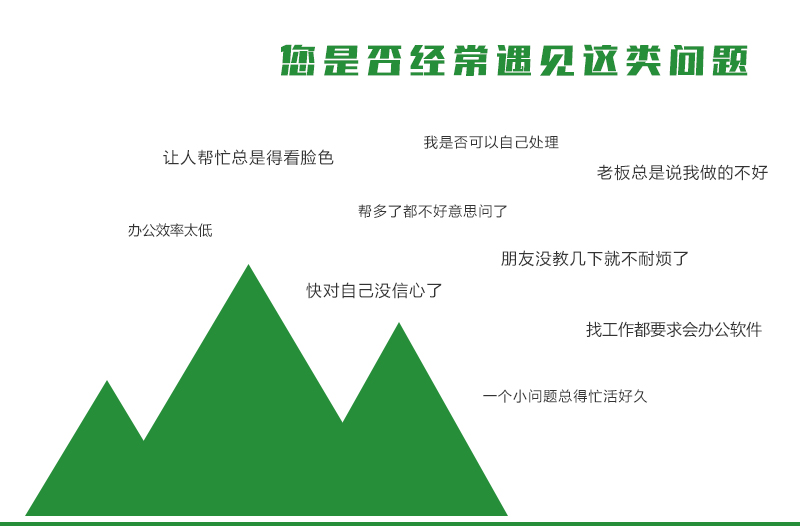 您是否经常遇见这类问题
我是否可以自己处理
让人帮忙总是得看脸色
老板总是说我做的不好
帮多了都不好意思问了
办公效率太低
朋友没教几下就不耐烦了
快对自己没信心了
找工作都要求会办公软件
一个小问题总得忙活好久